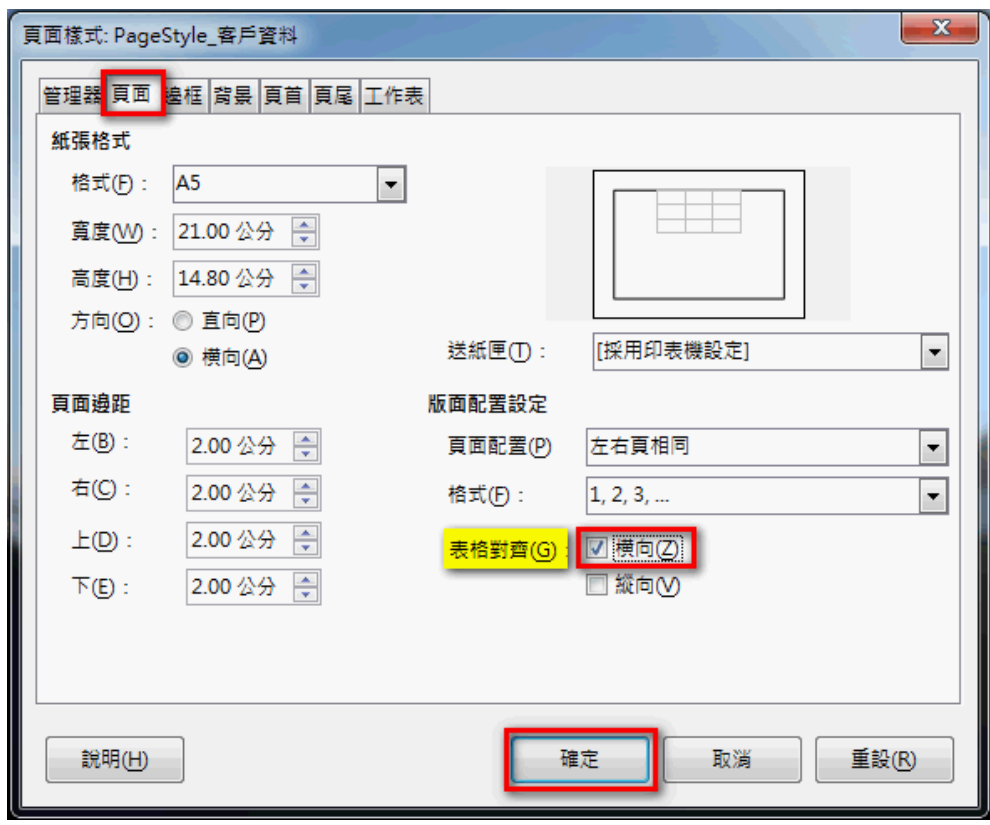 頁面樣式: PageStyle_客戶資料
管理器 頁面 邊框 背景 頁首 頁尾 工作表
紙張格式
格式(F)： A5
寬度(W)： 21.00 公分
高度(H)： 14.80 公分
方向(O)： 直向(P)
橫向(A)
送紙匣(T)： [採用印表機設定]
頁面邊距
左(B)： 2.00 公分
右(C)： 2.00 公分
上(D)： 2.00 公分
下(E)： 2.00 公分
版面配置設定
頁面配置(P) 左右頁相同
格式(F)： 1, 2, 3, ...
表格對齊(G)： 橫向(Z)
縱向(V)
說明(H) 確定 取消 重設(R)